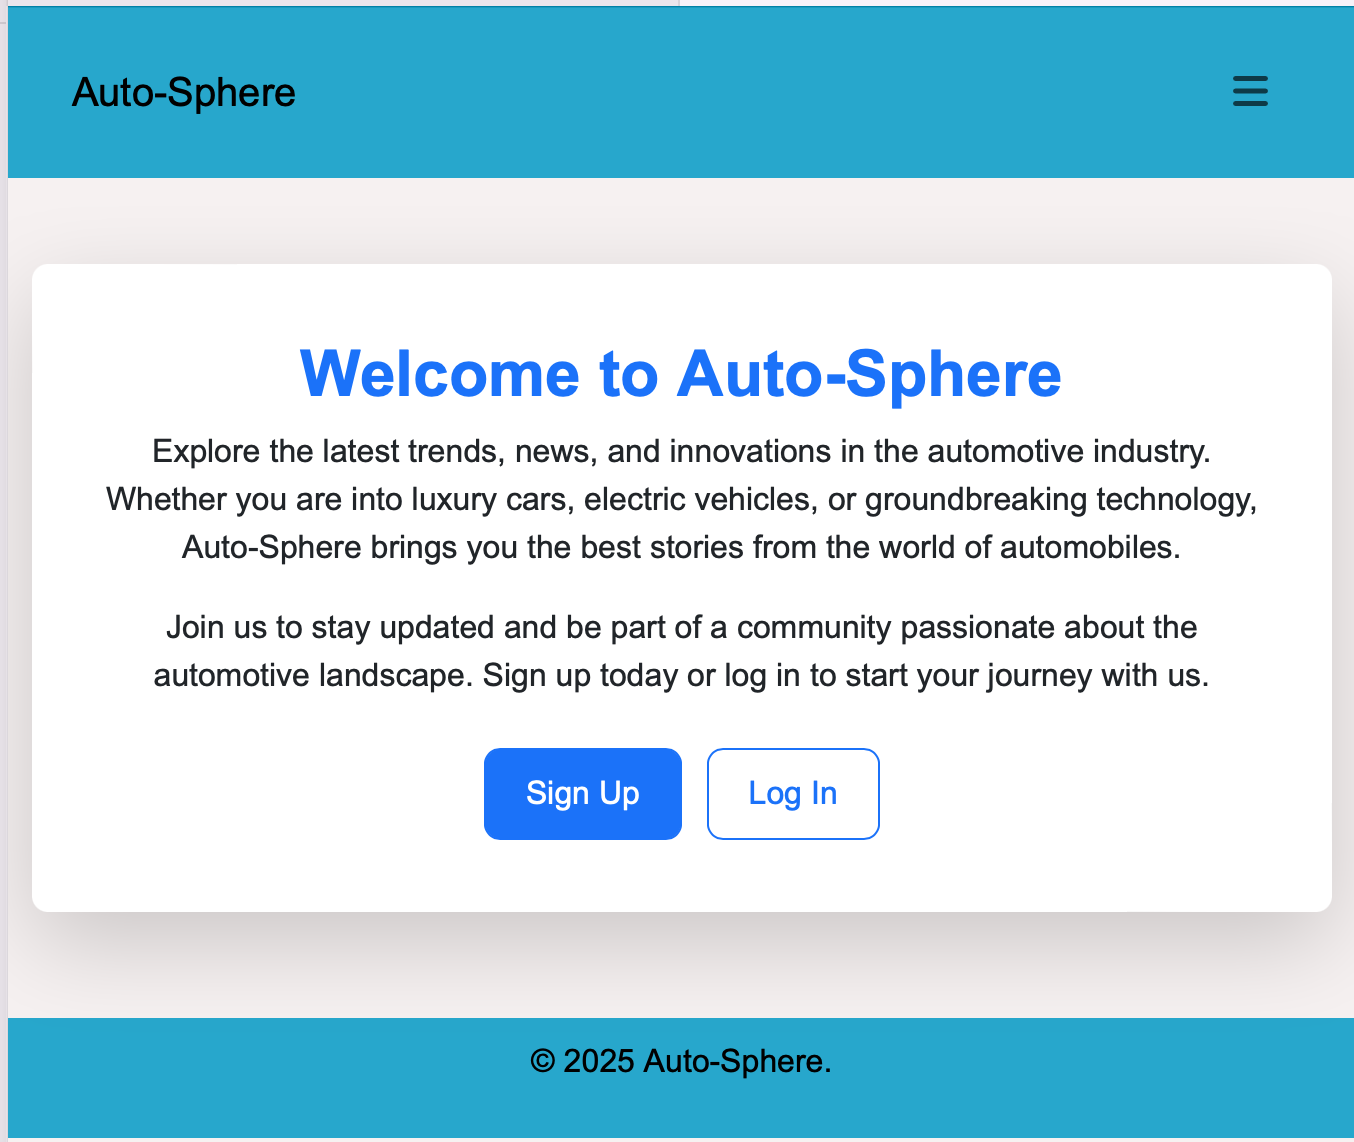 Auto-Sphere
Welcome to Auto-Sphere
Explore the latest trends, news, and innovations in the automotive industry.
Whether you are into luxury cars, electric vehicles, or groundbreaking technology,
Auto-Sphere brings you the best stories from the world of automobiles.
Join us to stay updated and be part of a community passionate about the
automotive landscape. Sign up today or log in to start your journey with us.
Sign Up
Log In
© 2025 Auto-Sphere.